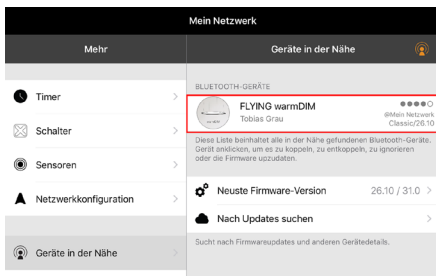 Mein Netzwerk
Mehr
Geräte in der Nähe
Timer
Schalter
Sensoren
Netzwerkkonfiguration
Geräte in der Nähe
BLUETOOTH-GERÄTE
FLYING warmDIM
Tobias Grau
@Mein Netzwerk
Classic/26.10
Diese Liste beinhaltet alle in der Nähe gefundenen Bluetooth-Geräte.
Gerät anklicken, um es zu koppeln, zu entkoppeln, zu ignorieren
oder die Firmware upzudaten.
Neuste Firmware-Version 26.10 / 31.0
Nach Updates suchen
Sucht nach Firmwareupdates und anderen Gerätedetails.